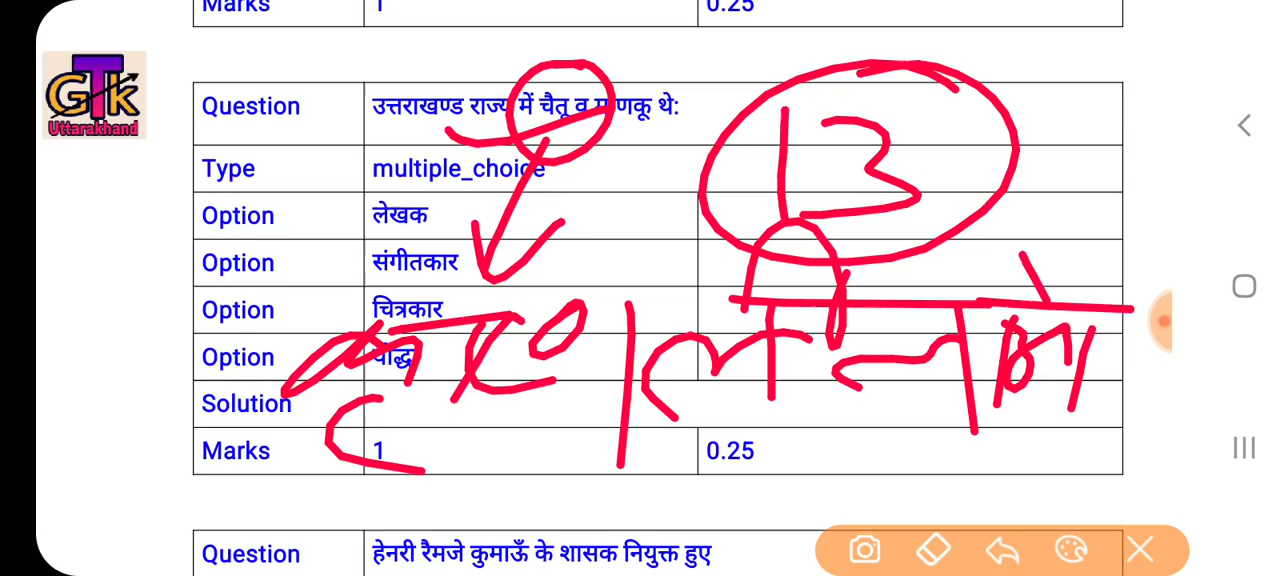 Marks 1 0.25
GTK
Uttarakhand
Question उत्तराखण्ड राज्य में चैतू व माणकू थे:
13
Type multiple_choice
Option लेखक
Option संगीतकार
Option चित्रकार
Option योद्धा
Solution
Marks 1 0.25
Question हेनरी रैमजे कुमाऊँ के शासक नियुक्त हुए